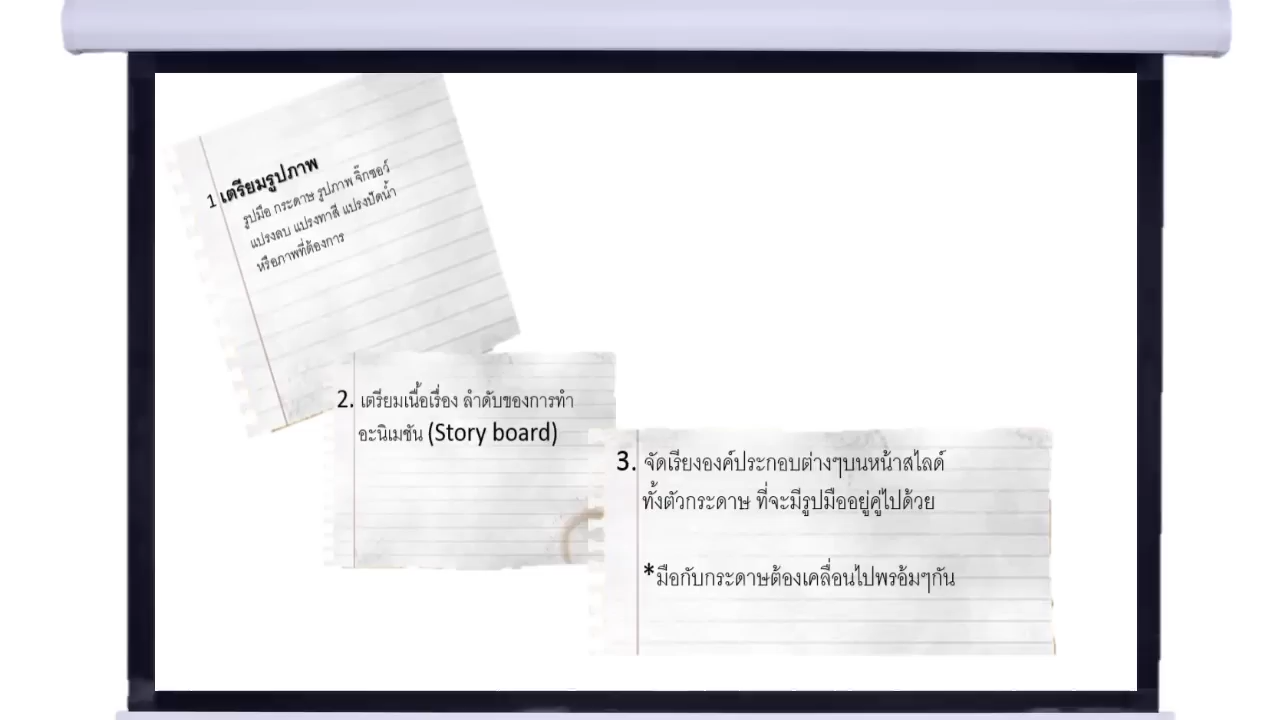 1 เตรียมรูปภาพ
รูปมือ กระดาษ รูปภาพ จิ๊กซอว์
แปรงลบ แปรงทาสี แปรงปัดน้ำ
หรือภาพที่ต้องการ
2. เตรียมเนื้อเรื่อง ลำดับของการทำ
อะนิเมชัน (Story board)
3. จัดเรียงองค์ประกอบต่างๆบนหน้าสไลด์
ทั้งตัวกระดาษ ที่จะมีรูปมืออยู่คู่ไปด้วย
*มือกับกระดาษต้องเคลื่อนไปพรอ้มๆกัน